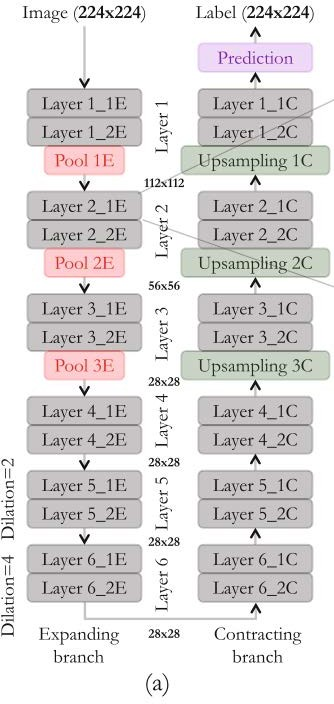 Image (224x224)
Label (224x224)
Prediction
Layer 1_1E
Layer 1_2E
Pool 1E
Layer 1
Layer 1_1C
Layer 1_2C
Upsampling 1C
112x112
Layer 2_1E
Layer 2_2E
Pool 2E
Layer 2
Layer 2_1C
Layer 2_2C
Upsampling 2C
56x56
Layer 3_1E
Layer 3_2E
Pool 3E
Layer 3
Layer 3_1C
Layer 3_2C
Upsampling 3C
28x28
Layer 4_1E
Layer 4_2E
Layer 4
Layer 4_1C
Layer 4_2C
28x28
Dilation=2
Layer 5_1E
Layer 5_2E
Layer 5
Layer 5_1C
Layer 5_2C
28x28
Dilation=4
Layer 6_1E
Layer 6_2E
Layer 6
Layer 6_1C
Layer 6_2C
28x28
Expanding
branch
Contracting
branch
(a)